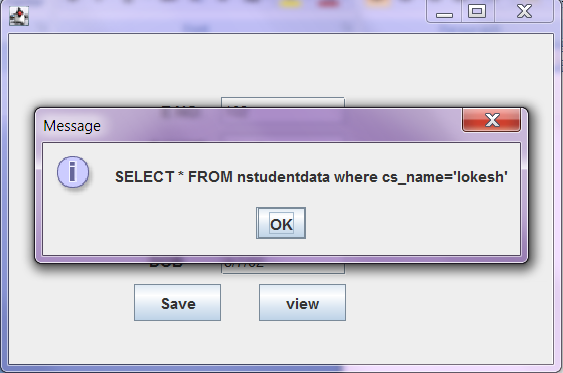 Message
SELECT * FROM nstudentdata where cs_name='lokesh'
OK
Save
view